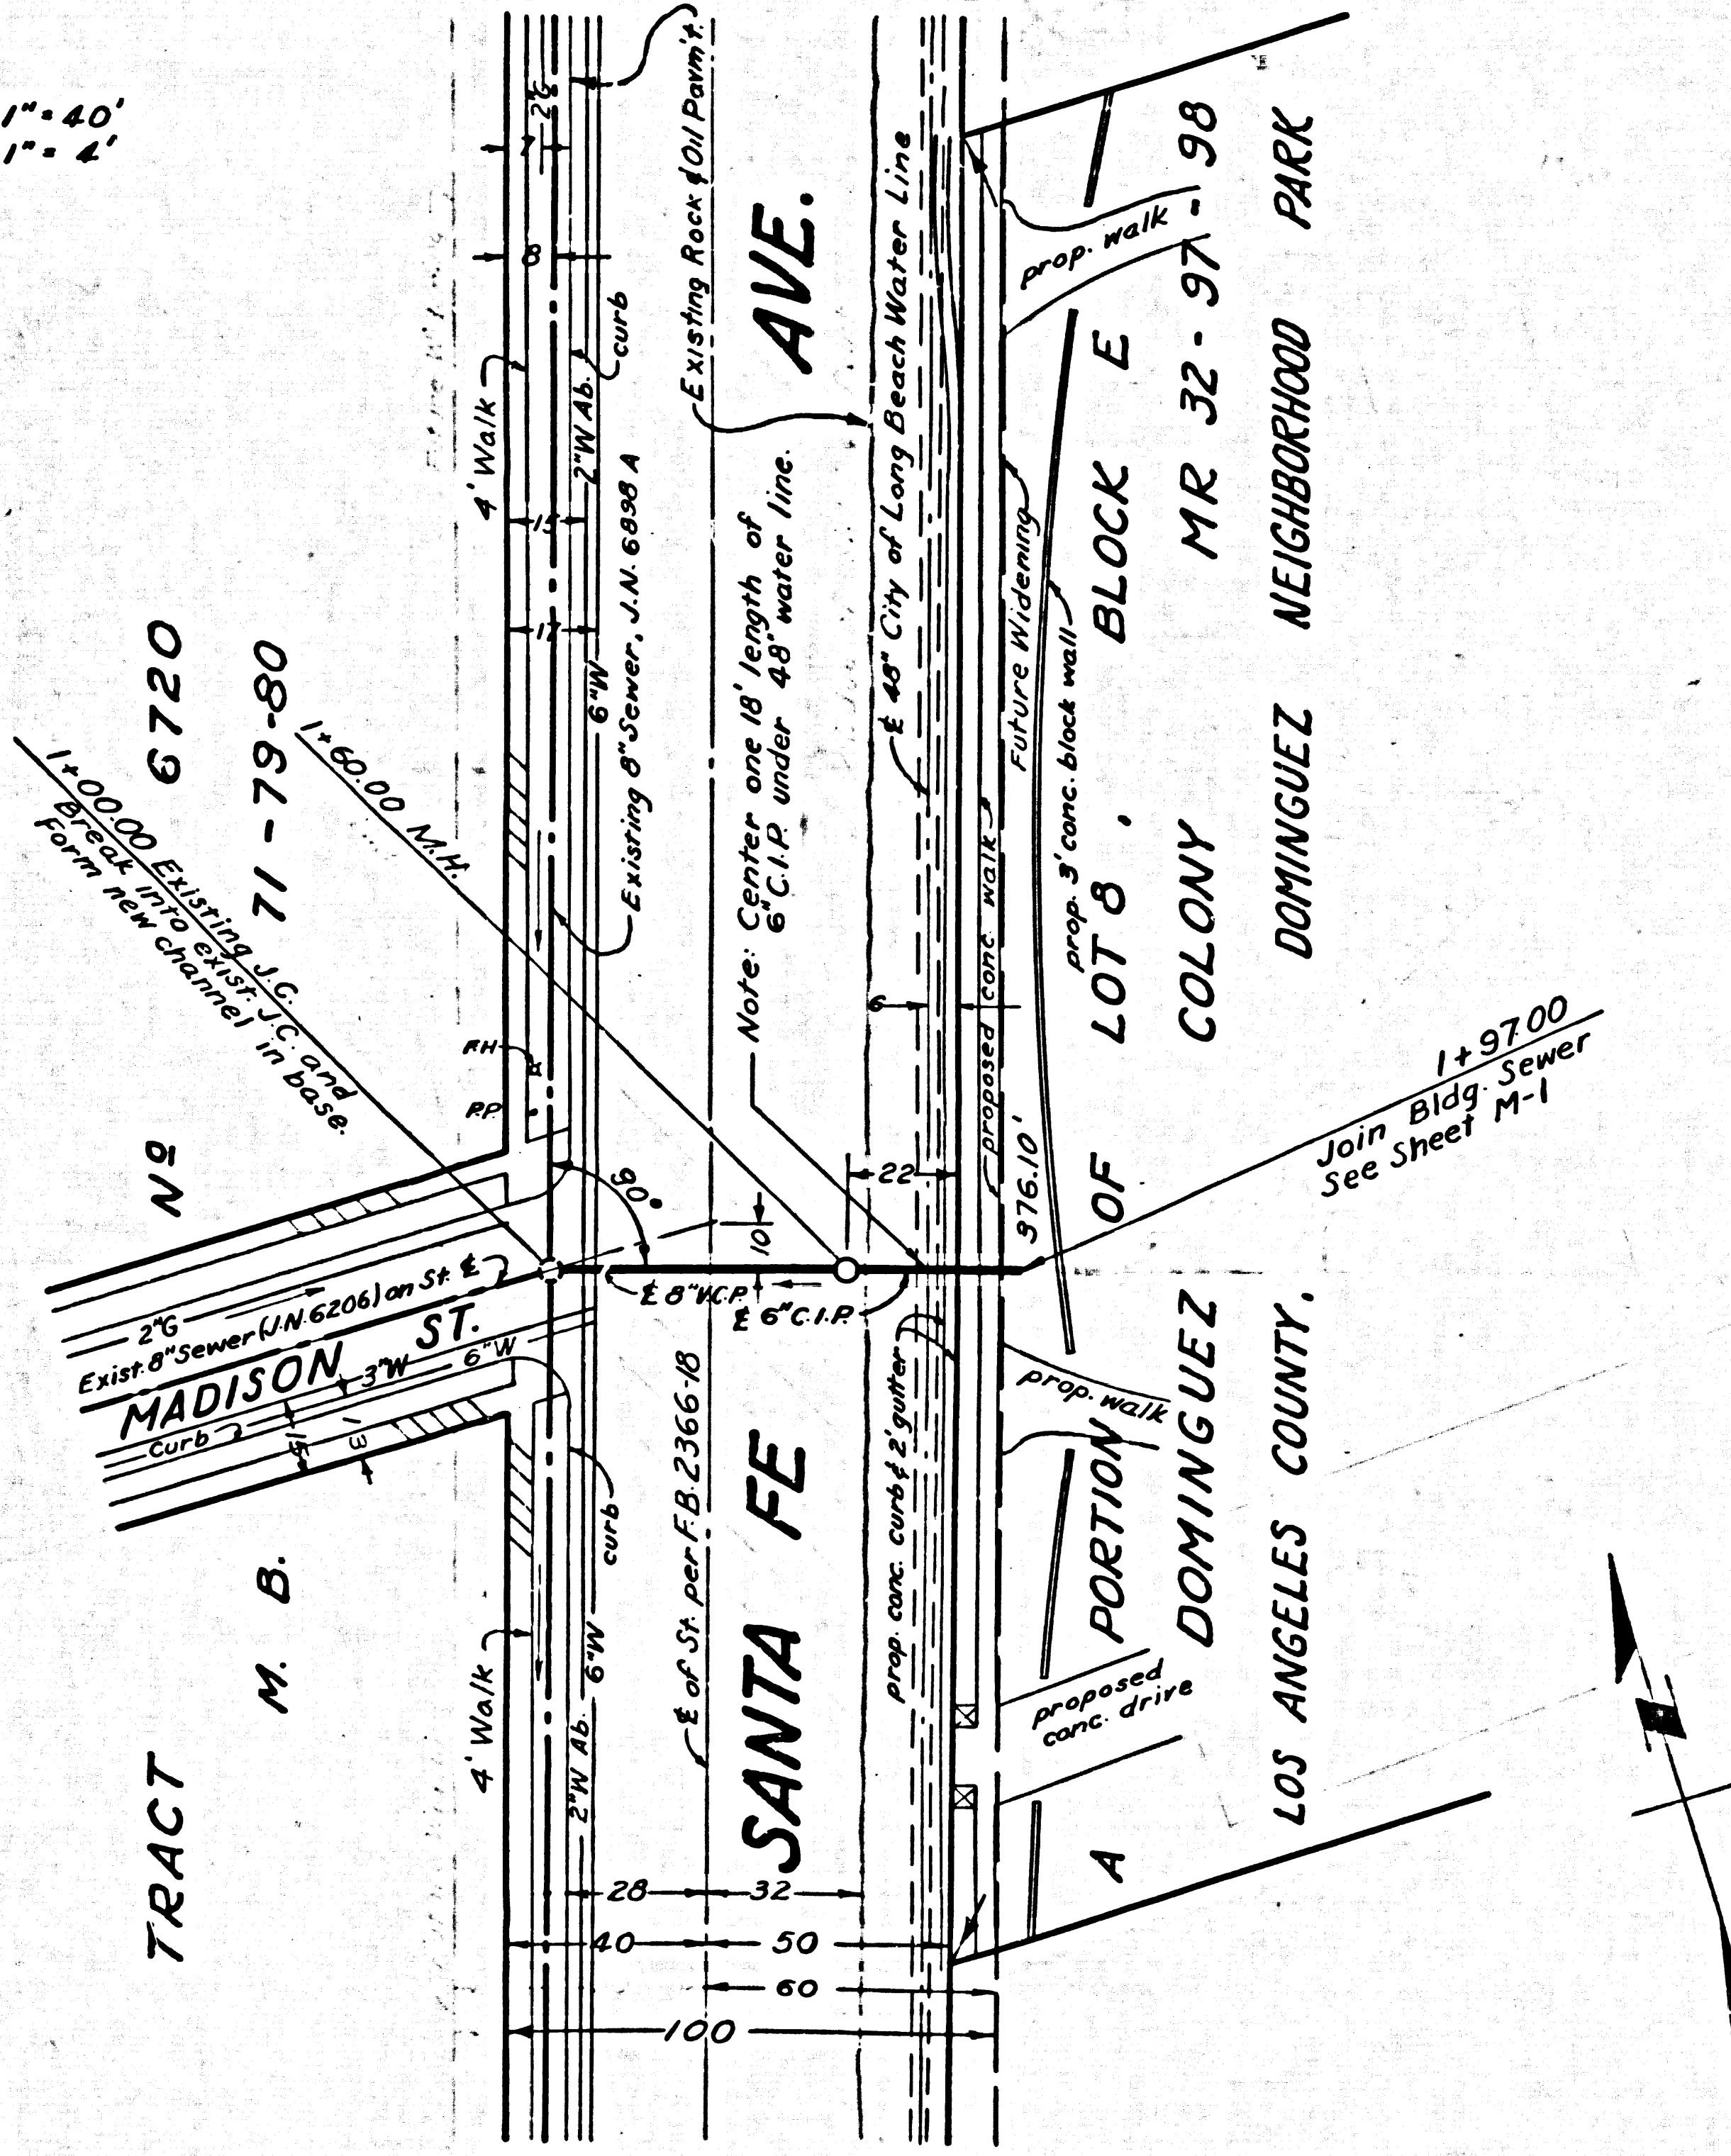 1" = 40'
1" = 4'
TRACT Nº 6720
M. B. 71 - 79 - 80
1+00.00 Existing J.C.
Break into exist. J.C. and
form new channel in base.
1+60.00 M.H.
4' Walk
2"G
7
8
curb
2"W Ab.
15
17
6"W
Existing 8" Sewer, J.N. 6898 A
F.H
P.P.
Existing Rock & Oil Pavm't.
SANTA FE AVE.
Note: Center one 18' length of
6" C.I.P. under 48" water line.
℄ 48" City of Long Beach Water Line
Future Widening
prop. walk
prop. 3' conc. block wall
proposed conc. walk
6
22
376.10'
90°
10
℄ 8" V.C.P.
℄ 6" C.I.P.
2"G
Exist. 8" Sewer (J.N. 6206) on St. ℄
MADISON ST.
3"W
6"W
Curb
15
13
4' Walk
curb
2"W Ab.
6"W
℄ of St. per F.B. 2366-18
prop. conc. curb & 2' gutter
prop. walk
proposed
conc. drive
28
32
40
50
60
100
A PORTION OF LOT 8, BLOCK E
DOMINGUEZ COLONY MR 32 - 97 - 98
LOS ANGELES COUNTY. DOMINGUEZ NEIGHBORHOOD PARK
1+97.00
Join Bldg. Sewer
See Sheet M-1